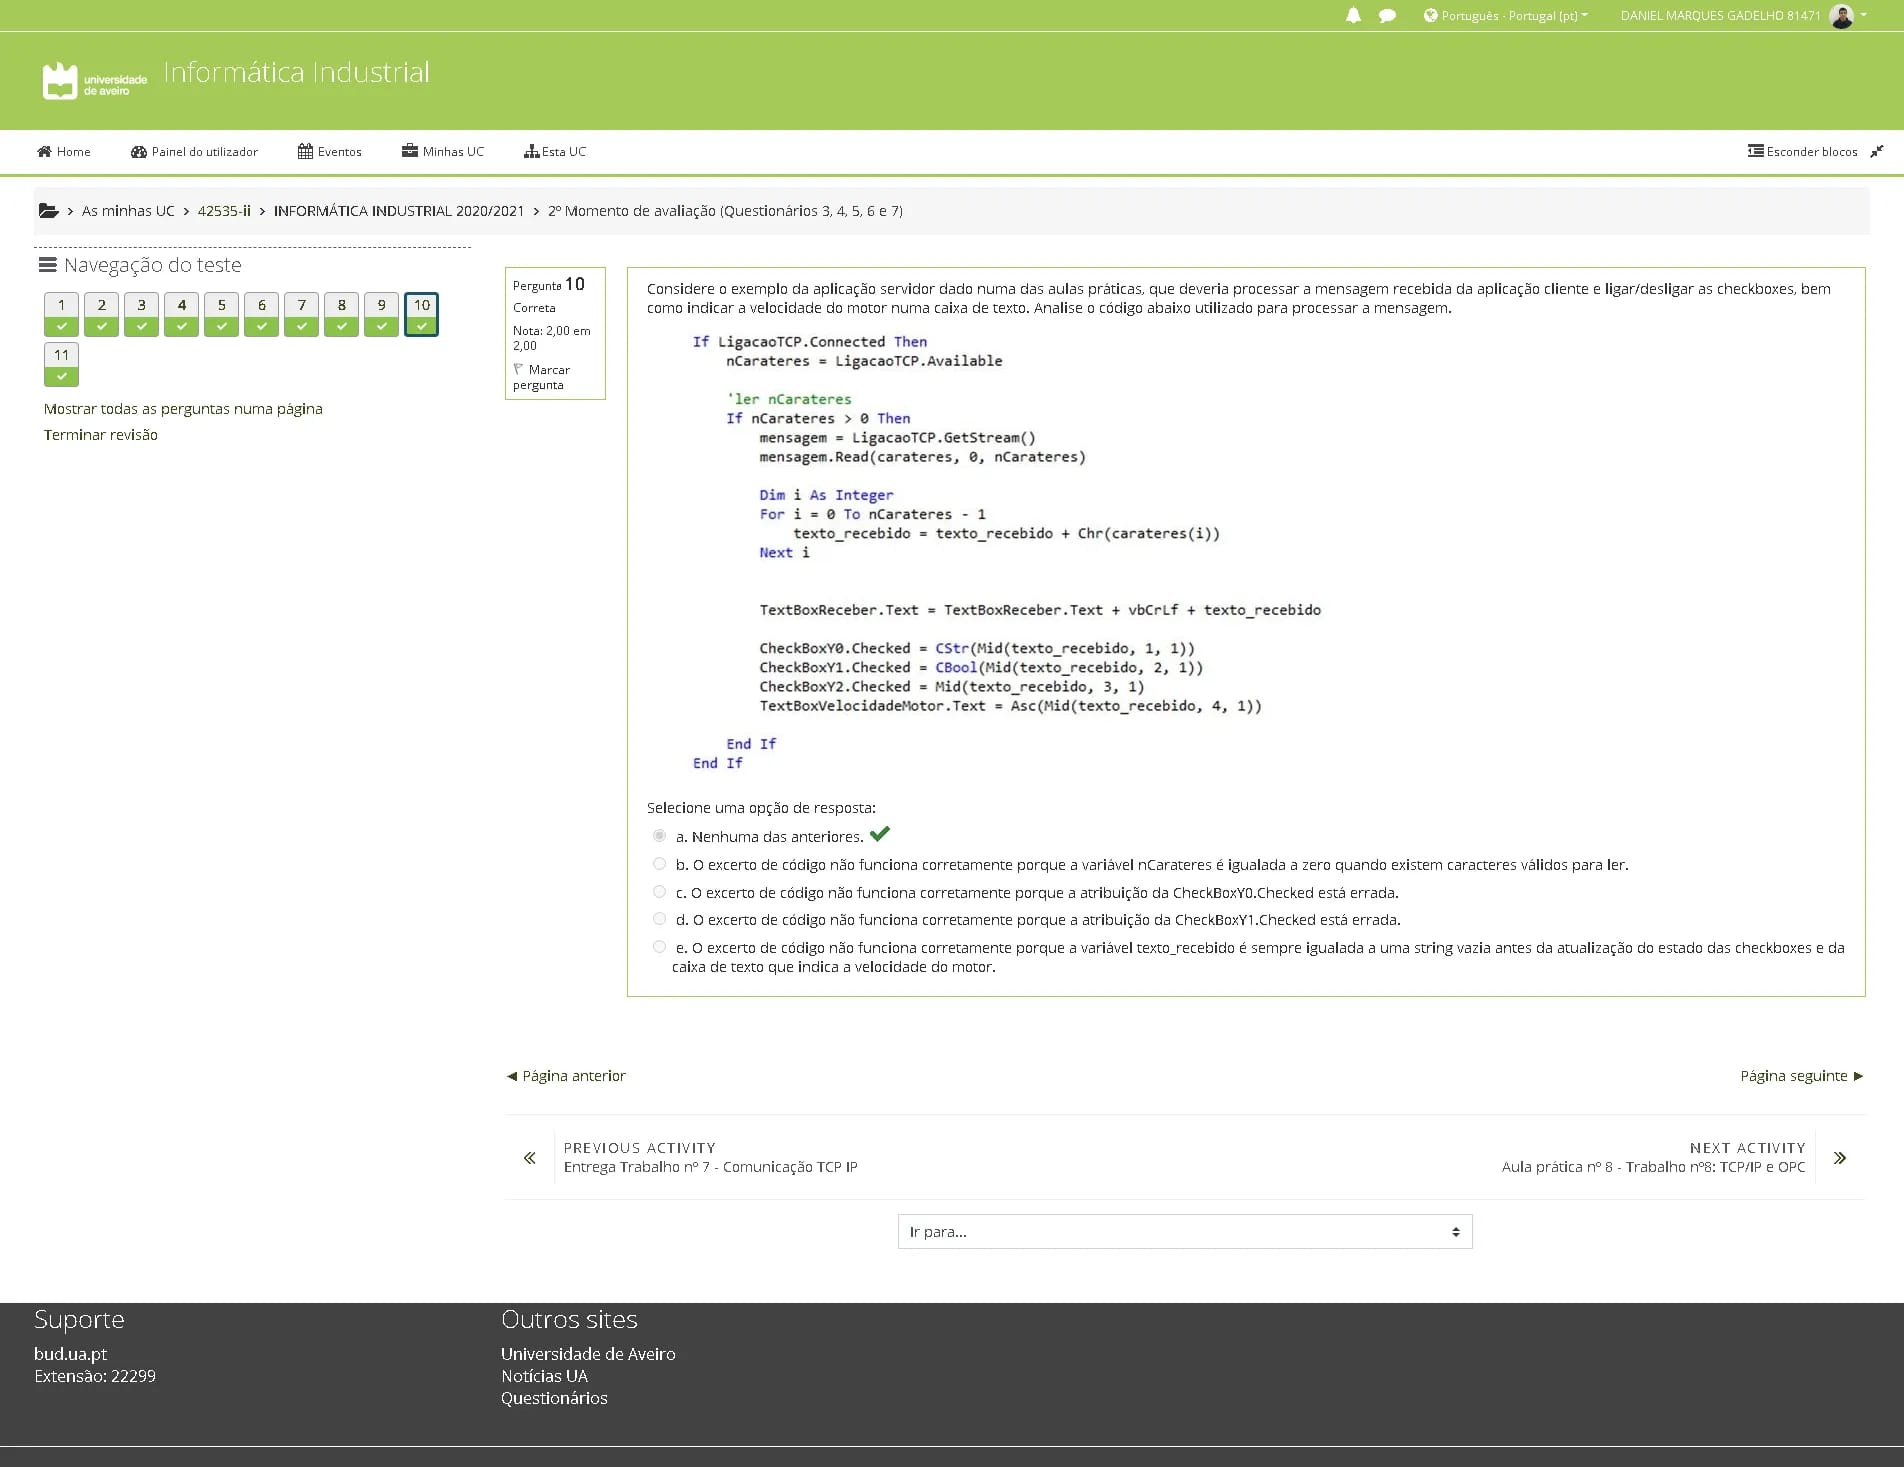 Português - Portugal (pt)
DANIEL MARQUES GADELHO 81471
universidade
de aveiro
Informática Industrial
Home
Painel do utilizador
Eventos
Minhas UC
Esta UC
Esconder blocos
> As minhas UC > 42535-ii > INFORMÁTICA INDUSTRIAL 2020/2021 > 2º Momento de avaliação (Questionários 3, 4, 5, 6 e 7)
Navegação do teste
1 2 3 4 5 6 7 8 9 10
11
Mostrar todas as perguntas numa página
Terminar revisão
Pergunta 10
Correta
Nota: 2,00 em
2,00
Marcar
pergunta
Considere o exemplo da aplicação servidor dado numa das aulas práticas, que deveria processar a mensagem recebida da aplicação cliente e ligar/desligar as checkboxes, bem
como indicar a velocidade do motor numa caixa de texto. Analise o código abaixo utilizado para processar a mensagem.
If LigacaoTCP.Connected Then
nCarateres = LigacaoTCP.Available
'ler nCarateres
If nCarateres > 0 Then
mensagem = LigacaoTCP.GetStream()
mensagem.Read(carateres, 0, nCarateres)
Dim i As Integer
For i = 0 To nCarateres - 1
texto_recebido = texto_recebido + Chr(carateres(i))
Next i
TextBoxReceber.Text = TextBoxReceber.Text + vbCrLf + texto_recebido
CheckBoxY0.Checked = CStr(Mid(texto_recebido, 1, 1))
CheckBoxY1.Checked = CBool(Mid(texto_recebido, 2, 1))
CheckBoxY2.Checked = Mid(texto_recebido, 3, 1)
TextBoxVelocidadeMotor.Text = Asc(Mid(texto_recebido, 4, 1))
End If
End If
Selecione uma opção de resposta:
a. Nenhuma das anteriores.
b. O excerto de código não funciona corretamente porque a variável nCarateres é igualada a zero quando existem caracteres válidos para ler.
c. O excerto de código não funciona corretamente porque a atribuição da CheckBoxY0.Checked está errada.
d. O excerto de código não funciona corretamente porque a atribuição da CheckBoxY1.Checked está errada.
e. O excerto de código não funciona corretamente porque a variável texto_recebido é sempre igualada a uma string vazia antes da atualização do estado das checkboxes e da
caixa de texto que indica a velocidade do motor.
◄ Página anterior
Página seguinte ►
PREVIOUS ACTIVITY
Entrega Trabalho nº 7 - Comunicação TCP IP
NEXT ACTIVITY
Aula prática nº 8 - Trabalho nº8: TCP/IP e OPC
Ir para...
Suporte
bud.ua.pt
Extensão: 22299
Outros sites
Universidade de Aveiro
Notícias UA
Questionários